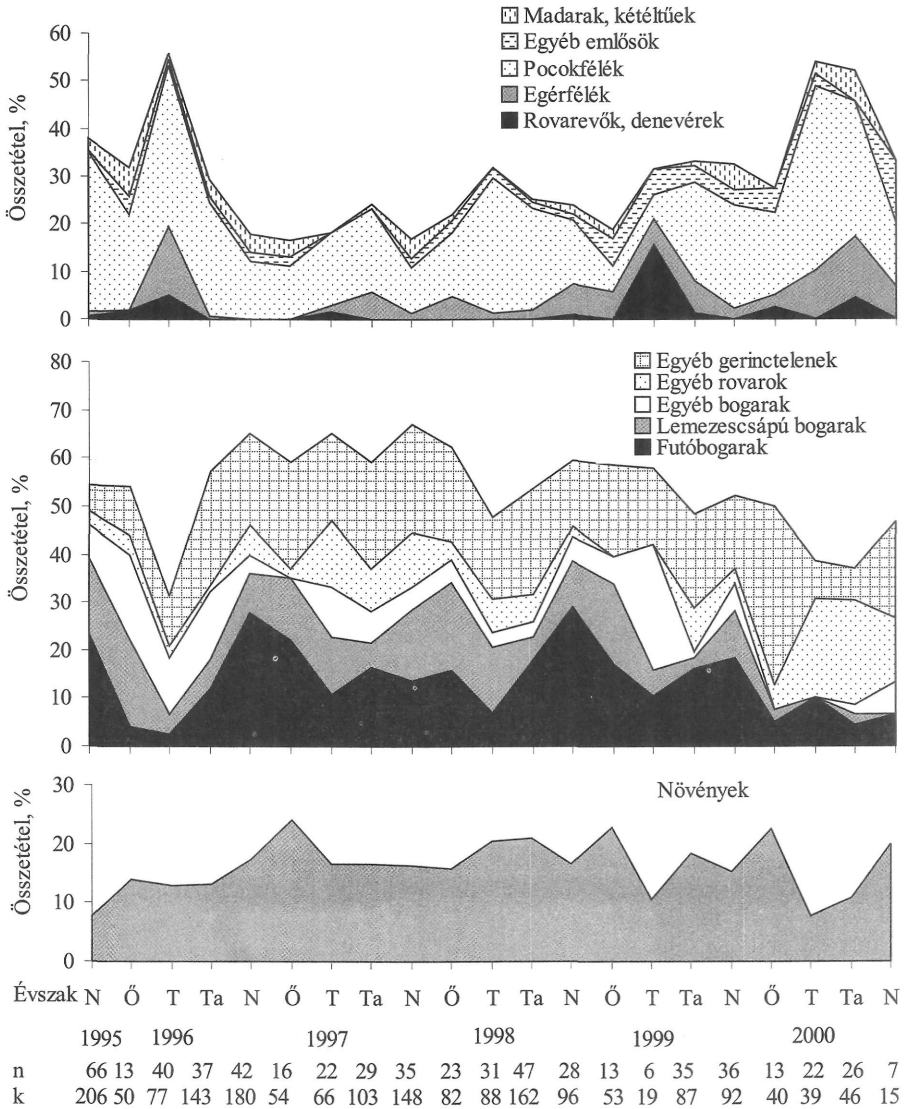 Összetétel, %
60
50
40
30
20
10
0
Madarak, kétéltűek
Egyéb emlősök
Pocokfélék
Egérfélék
Rovarevők, denevérek
Összetétel, %
80
70
60
50
40
30
20
10
0
Egyéb gerinctelenek
Egyéb rovarok
Egyéb bogarak
Lemezescsápú bogarak
Futóbogarak
Összetétel, %
30
20
10
0
Növények
Évszak N Ő T Ta N Ő T Ta N Ő T Ta N Ő T Ta N Ő T Ta N
1995 1996 1997 1998 1999 2000
n 66 13 40 37 42 16 22 29 35 23 31 47 28 13 6 35 36 13 22 26 7
k 206 50 77 143 180 54 66 103 148 82 88 162 96 53 19 87 92 40 39 46 15